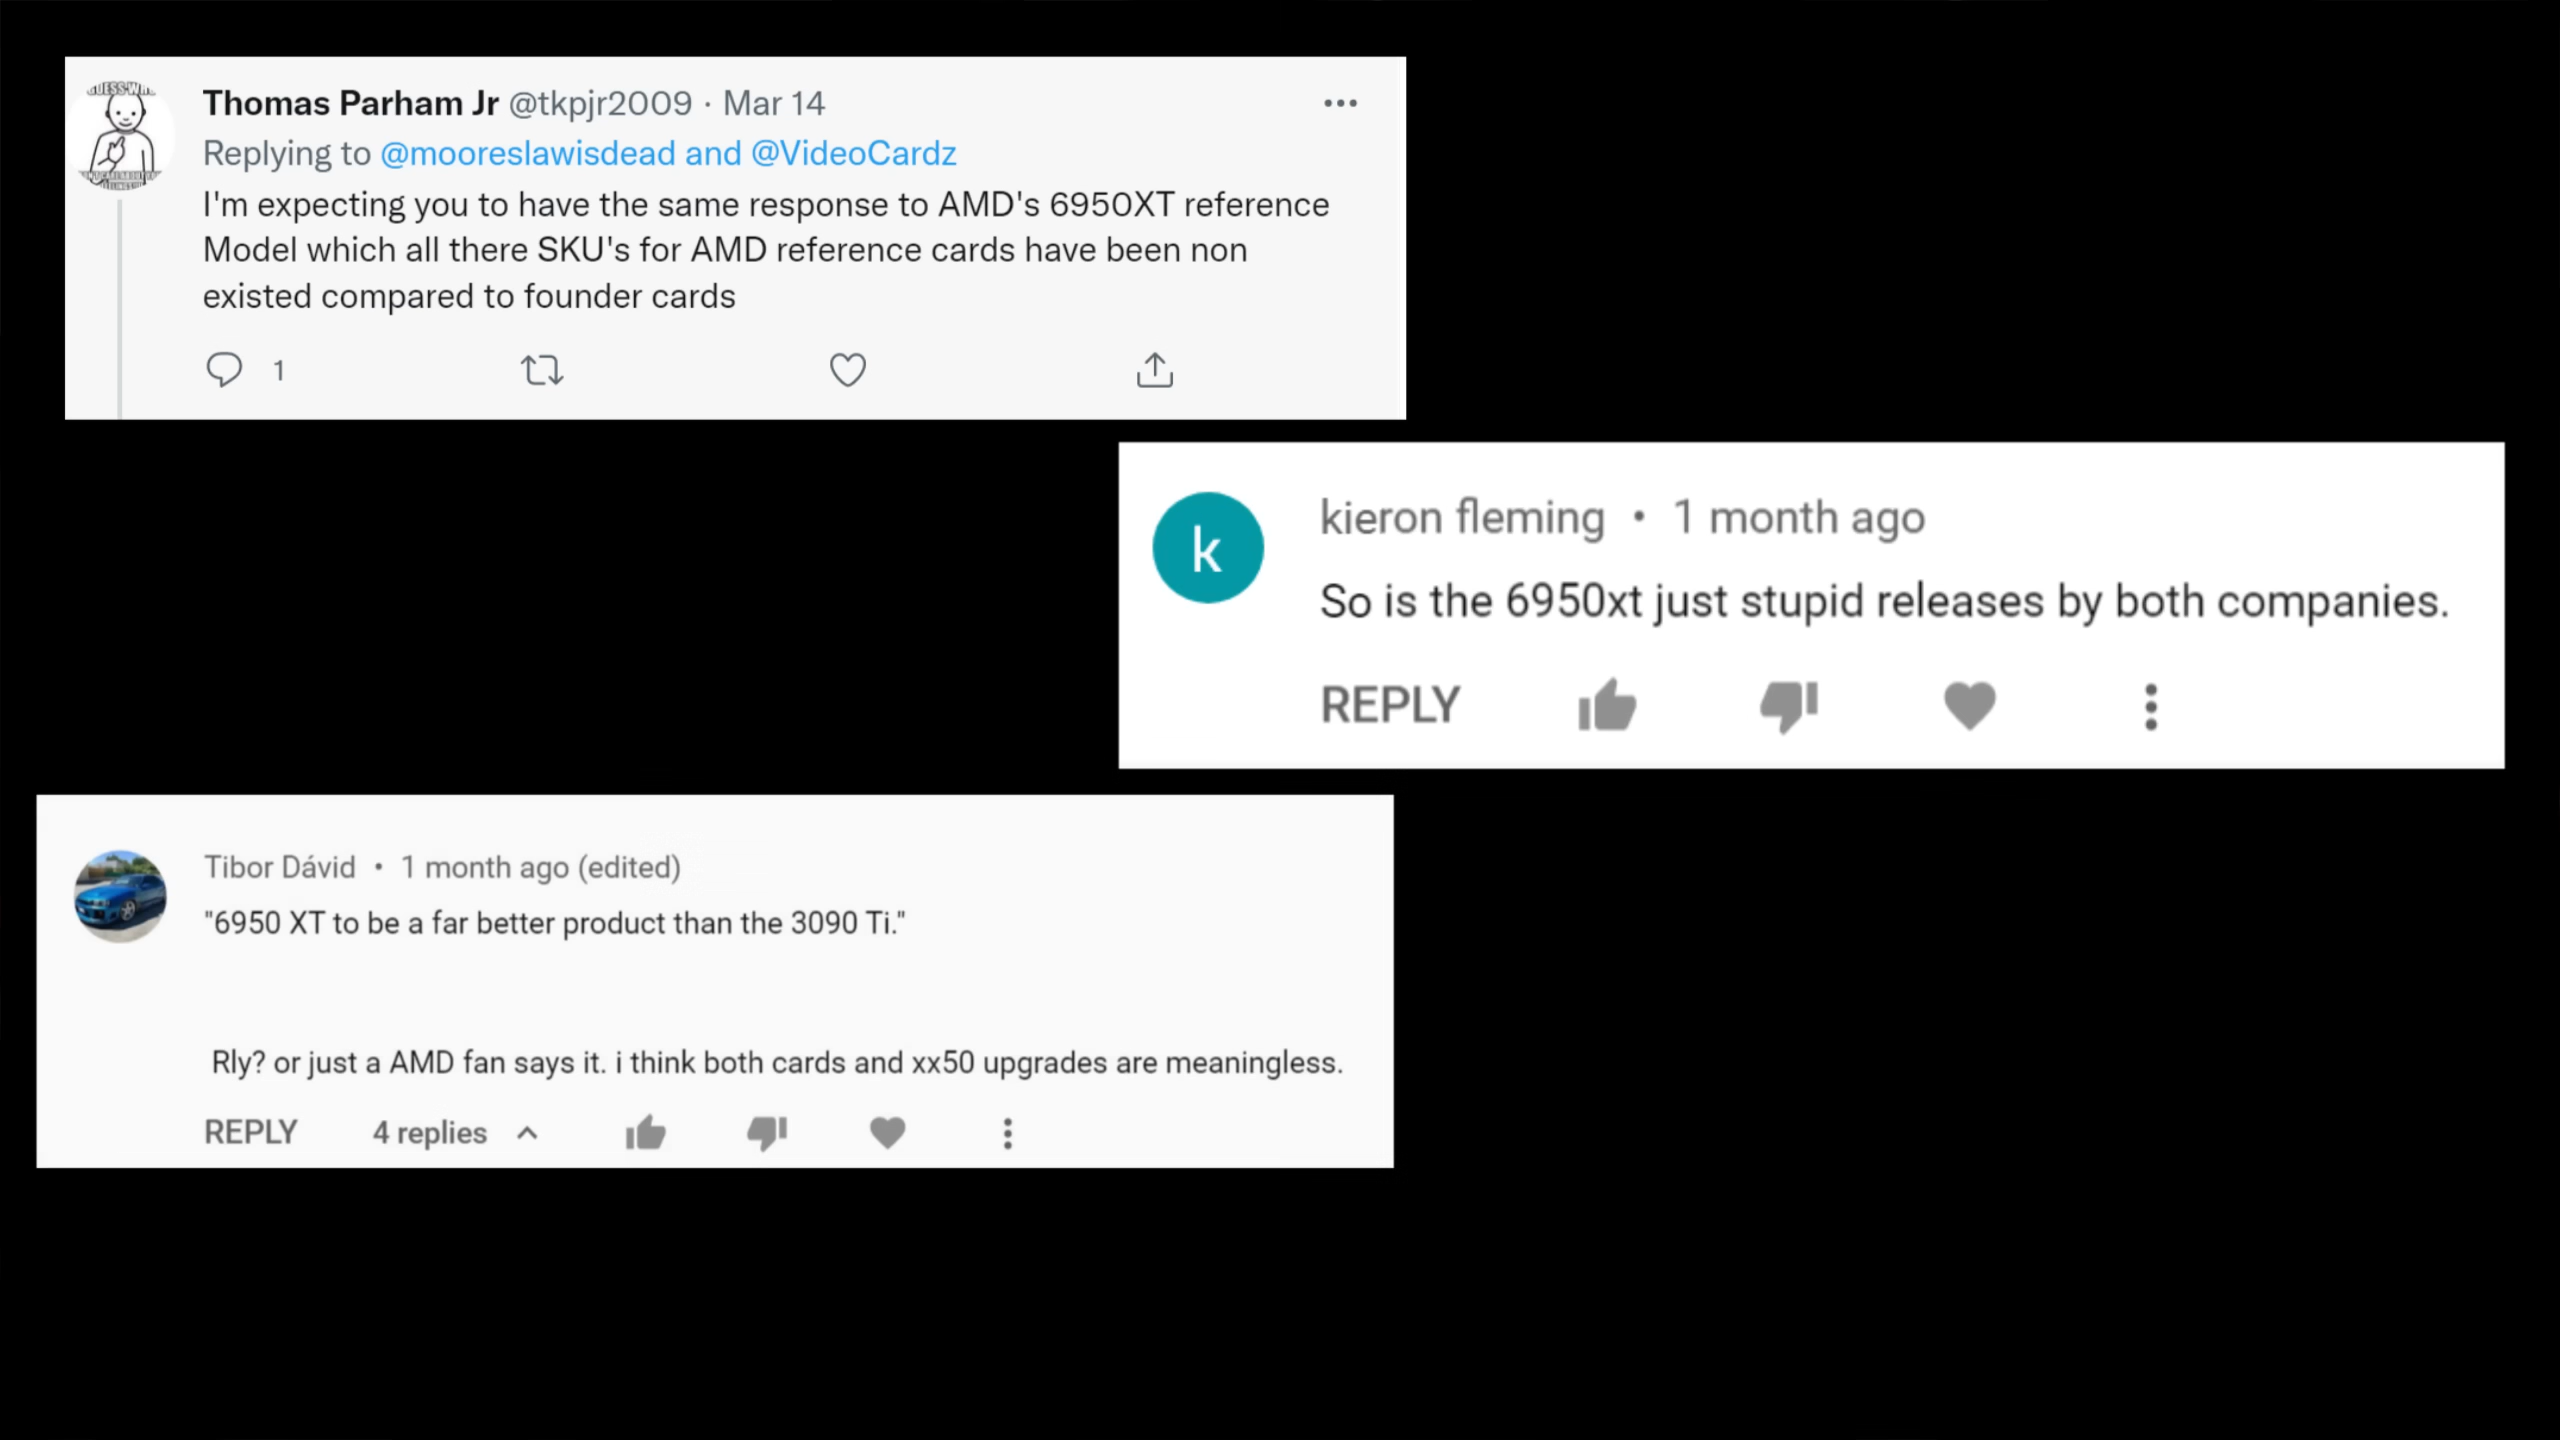 Thomas Parham Jr @tkpjr2009 · Mar 14
Replying to @mooreslawisdead and @VideoCardz
I'm expecting you to have the same response to AMD's 6950XT reference
Model which all there SKU's for AMD reference cards have been non
existed compared to founder cards
1
k
kieron fleming • 1 month ago
So is the 6950xt just stupid releases by both companies.
REPLY
Tibor Dávid • 1 month ago (edited)
"6950 XT to be a far better product than the 3090 Ti."
Rly? or just a AMD fan says it. i think both cards and xx50 upgrades are meaningless.
REPLY 4 replies